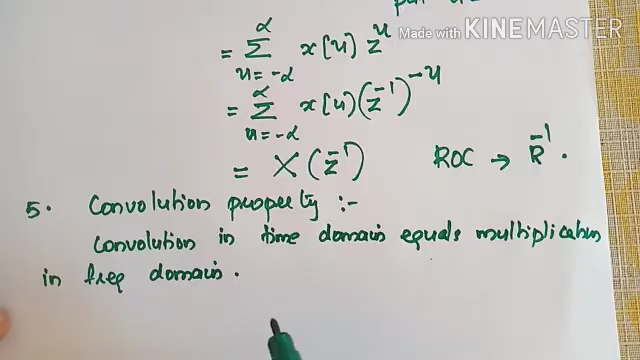 put u=
Made with KINEMASTER
= ∑ x[u] z^u
α
u=-α
= ∑ x[u] (z^-1)^-u
α
u=-α
= X(z^-1) ROC → R^-1.
5. Convolution property :-
Convolution in time domain equals multiplication
in freq domain.